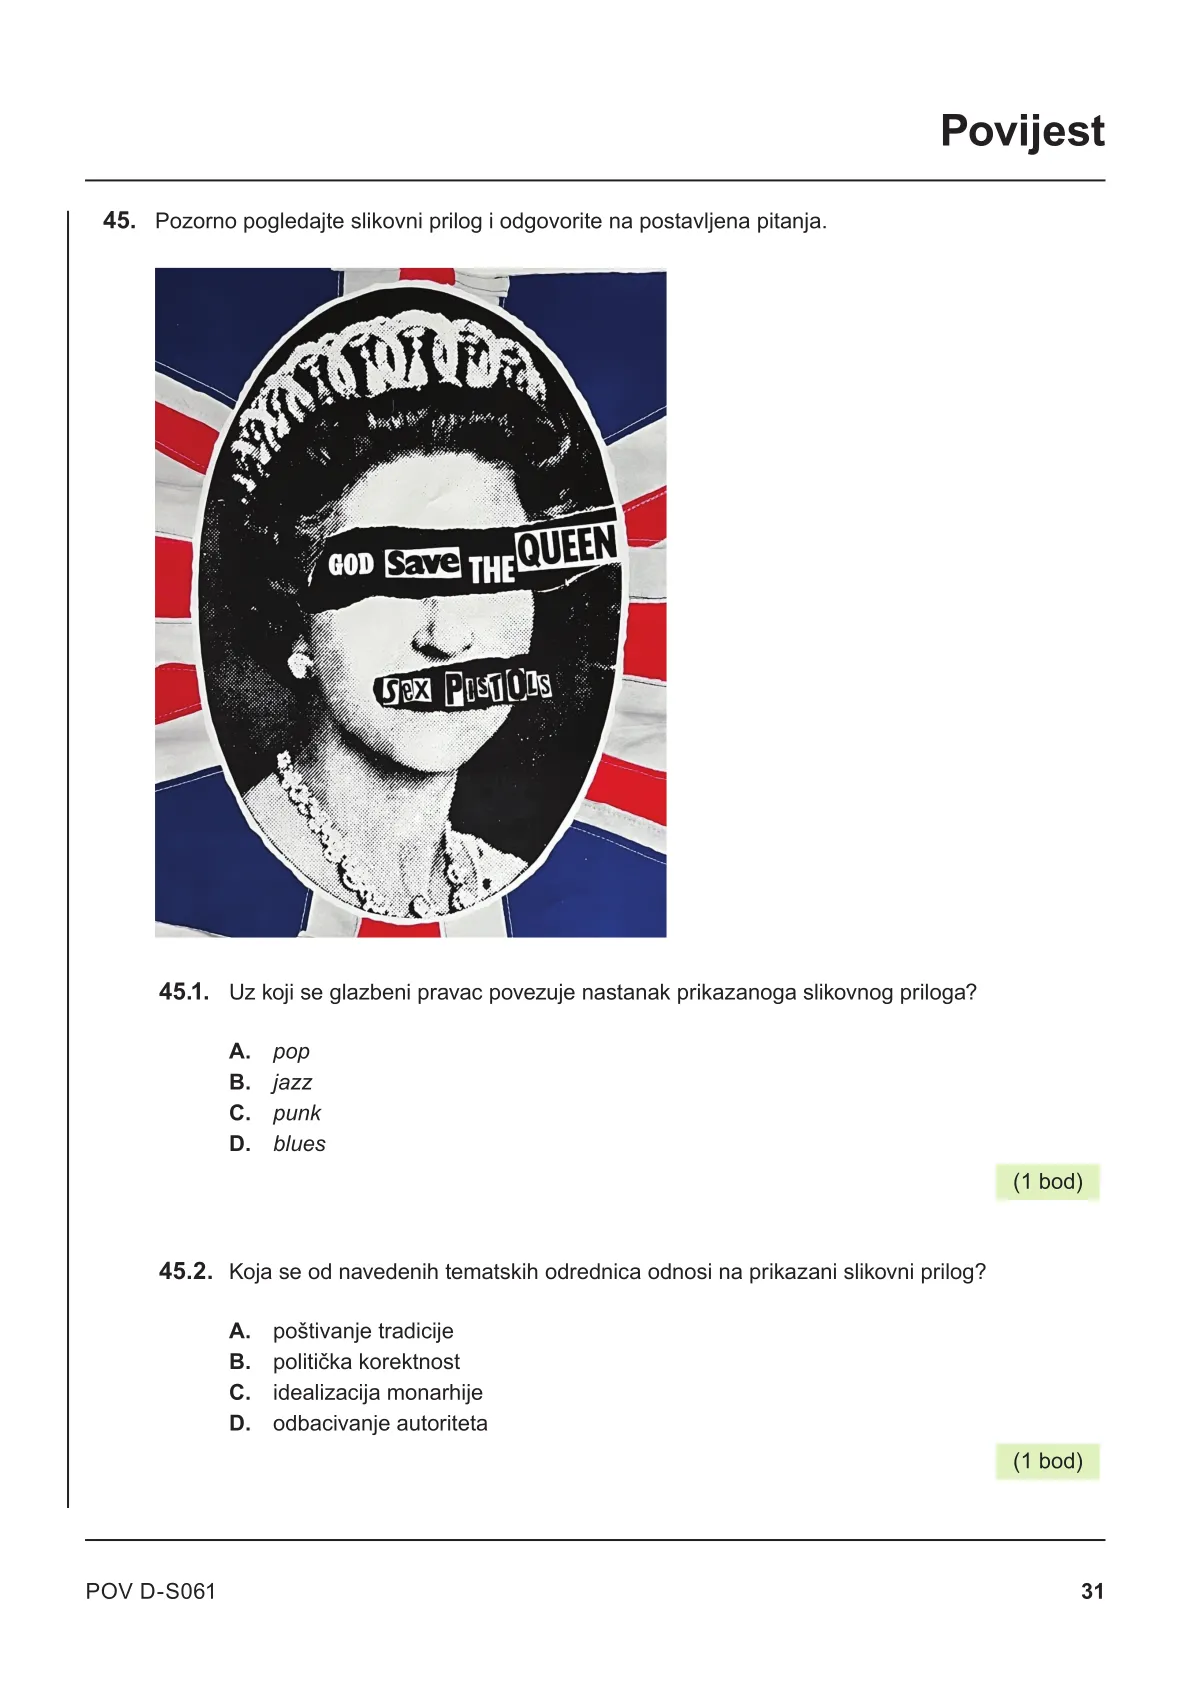 Povijest
45. Pozorno pogledajte slikovni prilog i odgovorite na postavljena pitanja.
GOD Save THE QUEEN
Sex PISTOLS
45.1. Uz koji se glazbeni pravac povezuje nastanak prikazanoga slikovnog priloga?
A. pop
B. jazz
C. punk
D. blues
(1 bod)
45.2. Koja se od navedenih tematskih odrednica odnosi na prikazani slikovni prilog?
A. poštivanje tradicije
B. politička korektnost
C. idealizacija monarhije
D. odbacivanje autoriteta
(1 bod)
POV D-S061
31